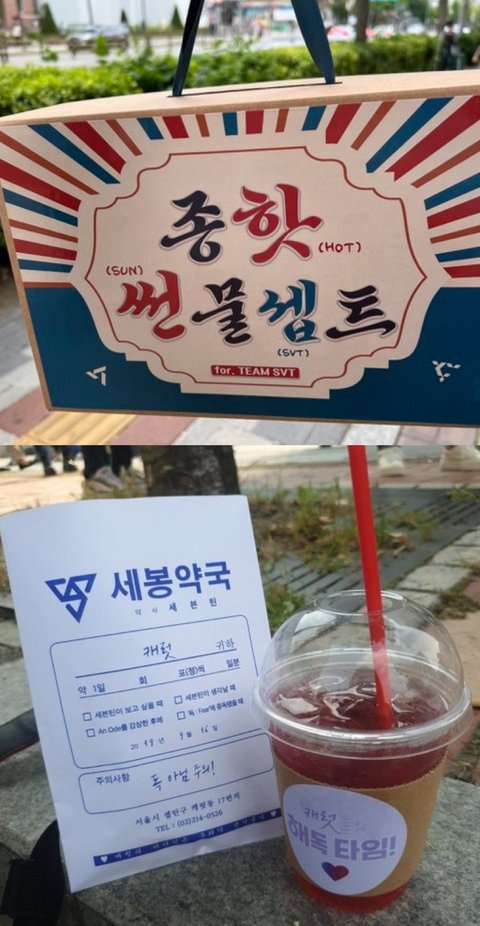 종핫
(HOT)
(SUN)
썬물셉트
(SVT)
for. TEAM SVT
세봉약국
약사 세븐틴
캐럿 귀하
약 1일 회 포(정)씩 일분
□ 세븐틴이 보고 싶을 때 □ 세븐틴이 생각날 때
□ An Ode를 감상한 후에 □ 독 : Fear에 중독됐을 때
2019년 9월 16일
주의사항 독 아님 주의!
서울시 셉틴구 캐럿동 17번지
TEL : (02)214-0526
캐럿들의
해독 타임!